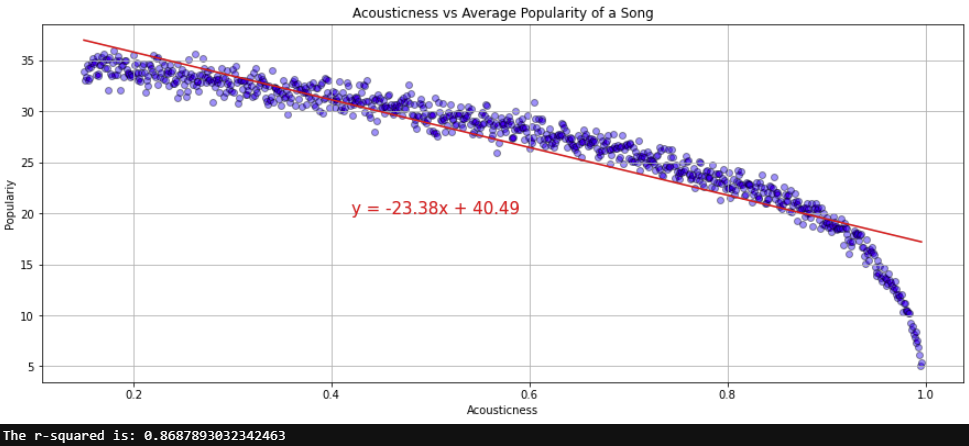 Acousticness vs Average Popularity of a Song
Populariy
35
30
25
20
15
10
5
y = -23.38x + 40.49
0.2 0.4 0.6 0.8 1.0
Acousticness
The r-squared is: 0.8687893032342463